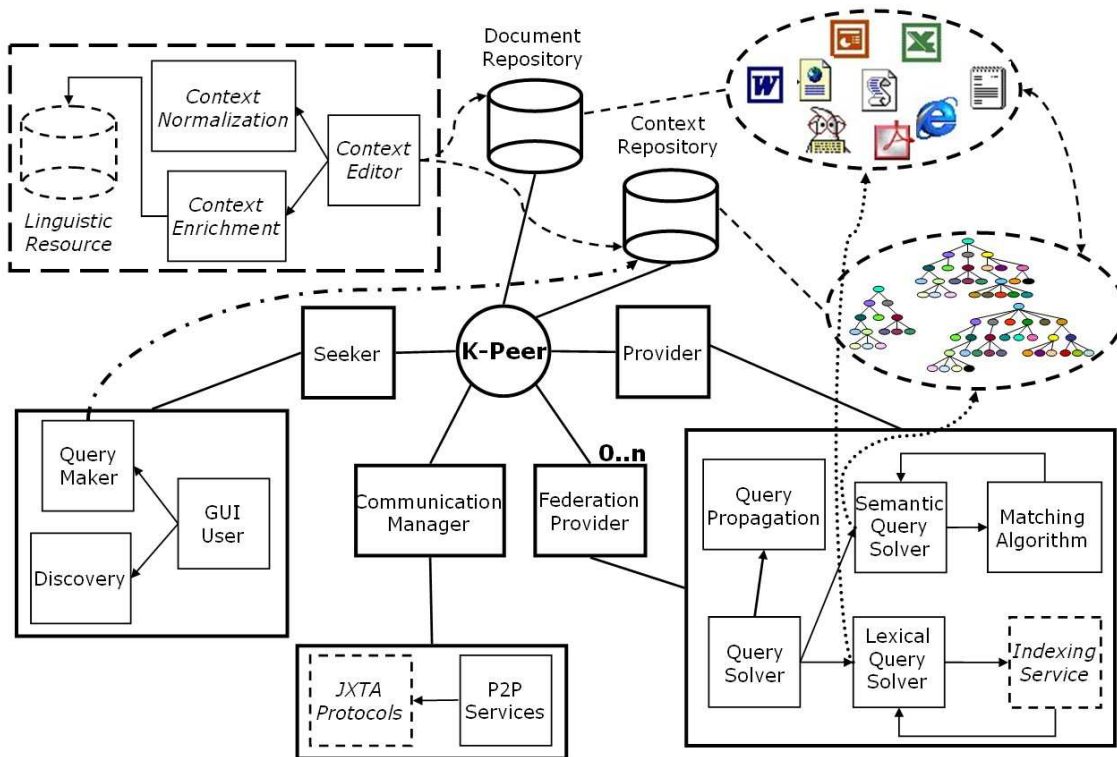 Document
Repository
Context
Repository
Context
Normalization
Context
Editor
Linguistic
Resource
Context
Enrichment
W
Seeker
K-Peer
Provider
Query
Maker
GUI
User
Discovery
Communication
Manager
0..n
Federation
Provider
Query
Propagation
Semantic
Query
Solver
Matching
Algorithm
Query
Solver
Lexical
Query
Solver
Indexing
Service
JXTA
Protocols
P2P
Services